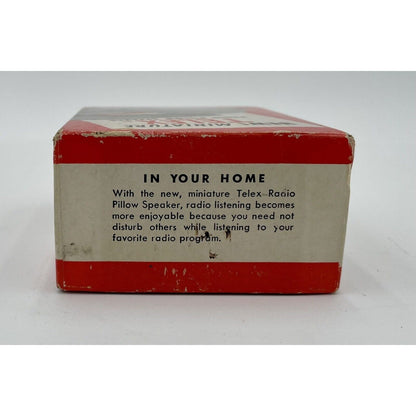 MINIATURE
IN YOUR HOME
With the new, miniature Telex Radio
Pillow Speaker, radio listening becomes
more enjoyable because you need not
disturb others while listening to your
favorite radio program.